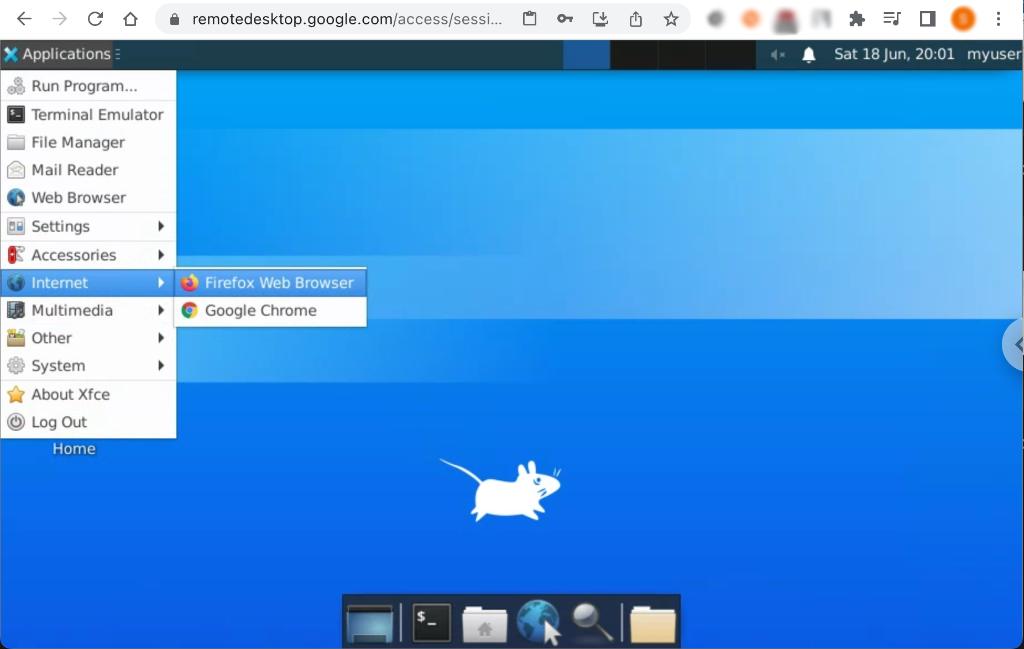 remotedesktop.google.com/access/sessi...
S
Applications
Sat 18 Jun, 20:01 myuser
Run Program...
Terminal Emulator
File Manager
Mail Reader
Web Browser
Settings
Accessories
Internet
Firefox Web Browser
Multimedia
Google Chrome
Other
System
About Xfce
Log Out
Home
$_